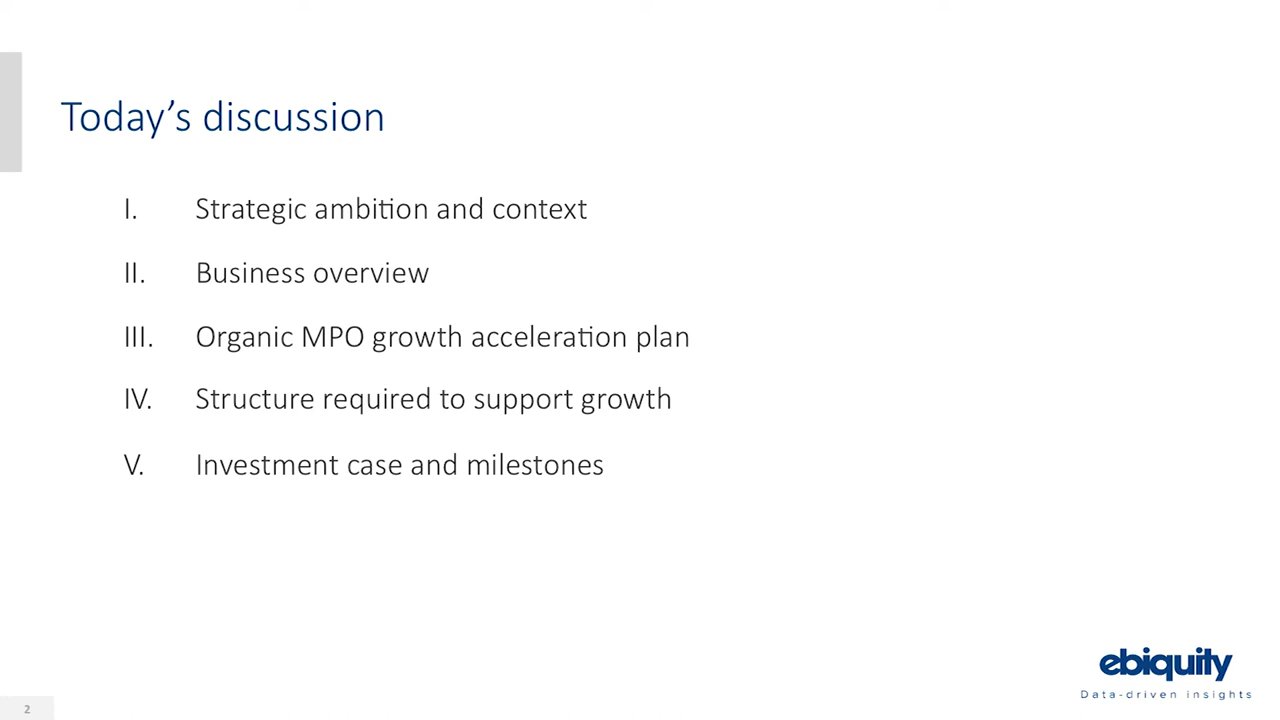 Today’s discussion
I. Strategic ambition and context
II. Business overview
III. Organic MPO growth acceleration plan
IV. Structure required to support growth
V. Investment case and milestones
ebiquity
Data-driven insights
2